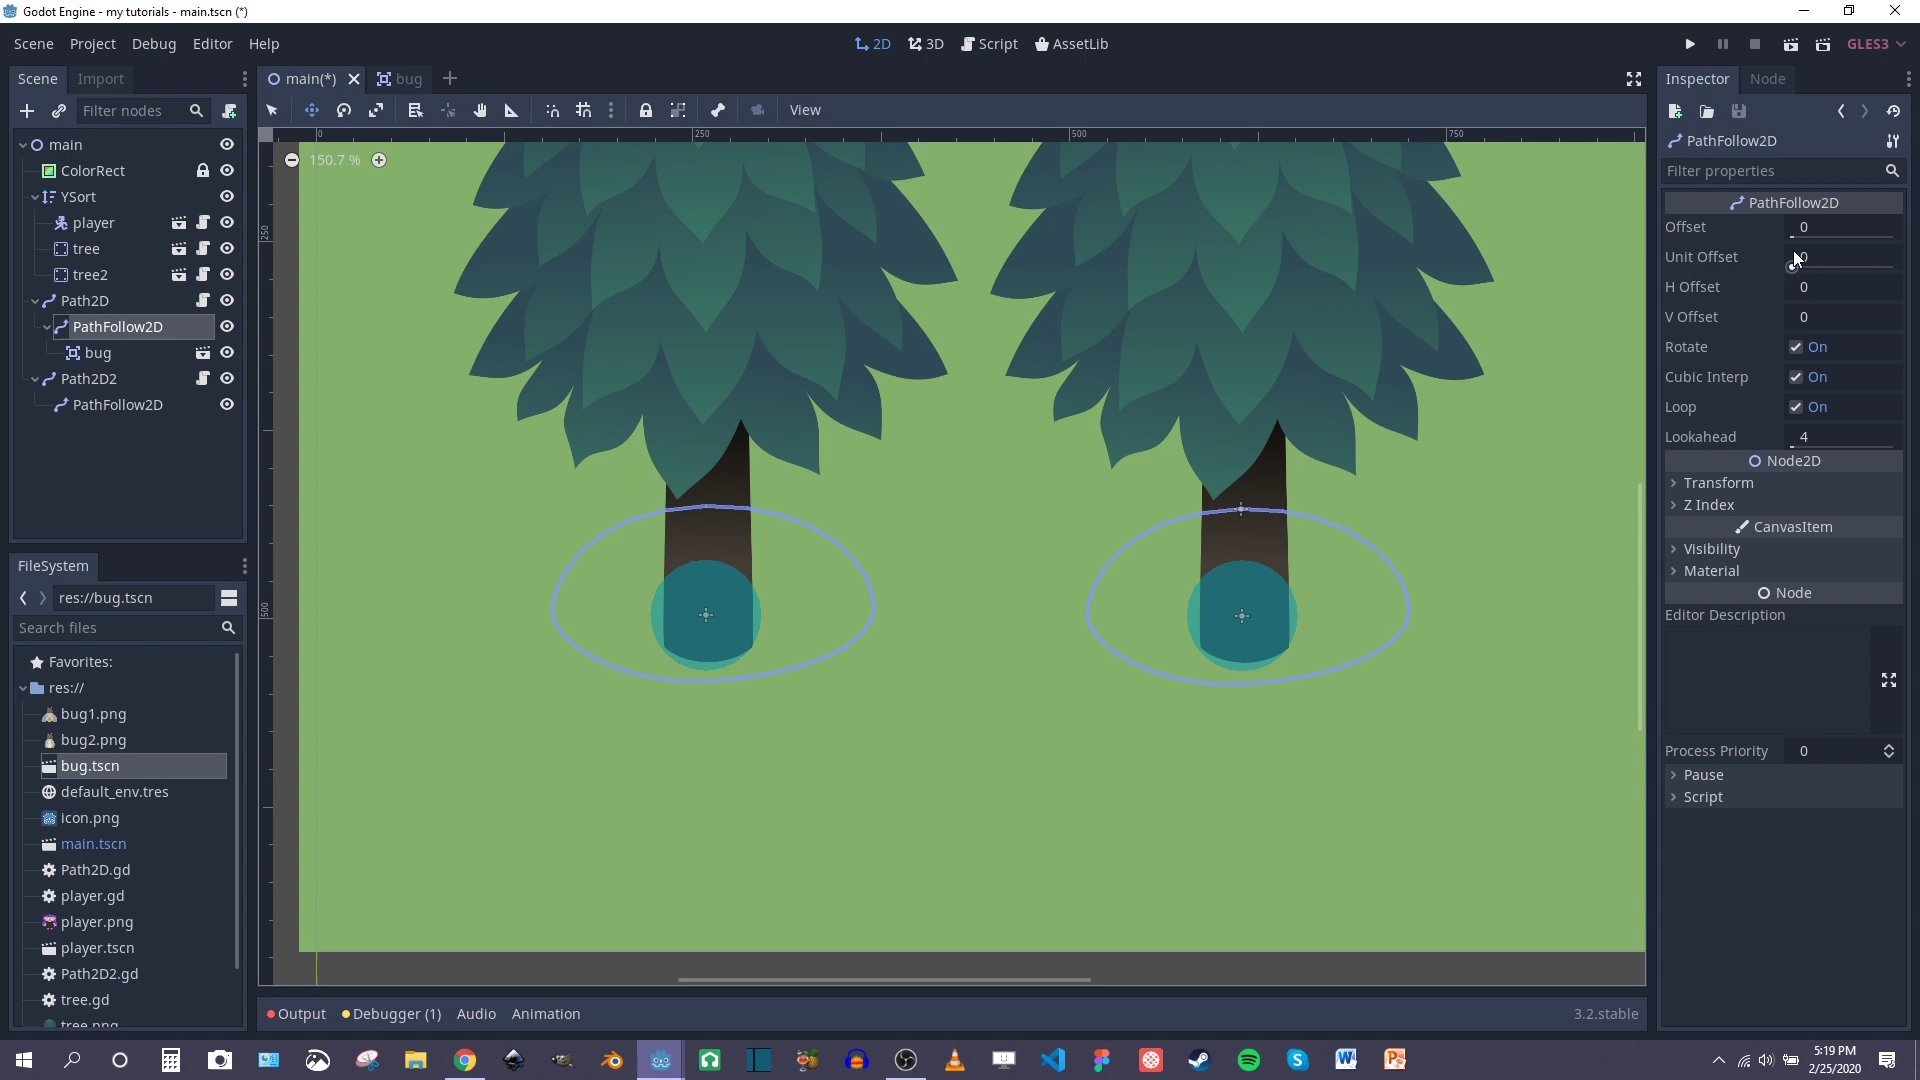 Godot Engine - my tutorials - main.tscn (*)
Scene Project Debug Editor Help
2D 3D Script AssetLib
GLES3
Scene Import
main(*) bug
Inspector Node
Filter nodes
View
main
ColorRect
YSort
player
tree
tree2
Path2D
PathFollow2D
bug
Path2D2
PathFollow2D
FileSystem
res://bug.tscn
Search files
Favorites:
res://
bug1.png
bug2.png
bug.tscn
default_env.tres
icon.png
main.tscn
Path2D.gd
player.gd
player.png
player.tscn
Path2D2.gd
tree.gd
tree.png
0 250 500 750
150.7 %
250
500
Output Debugger (1) Audio Animation
3.2.stable
PathFollow2D
Filter properties
PathFollow2D
Offset 0
Unit Offset 0
H Offset 0
V Offset 0
Rotate On
Cubic Interp On
Loop On
Lookahead 4
Node2D
Transform
Z Index
CanvasItem
Visibility
Material
Node
Editor Description
Process Priority 0
Pause
Script
5:19 PM
2/25/2020